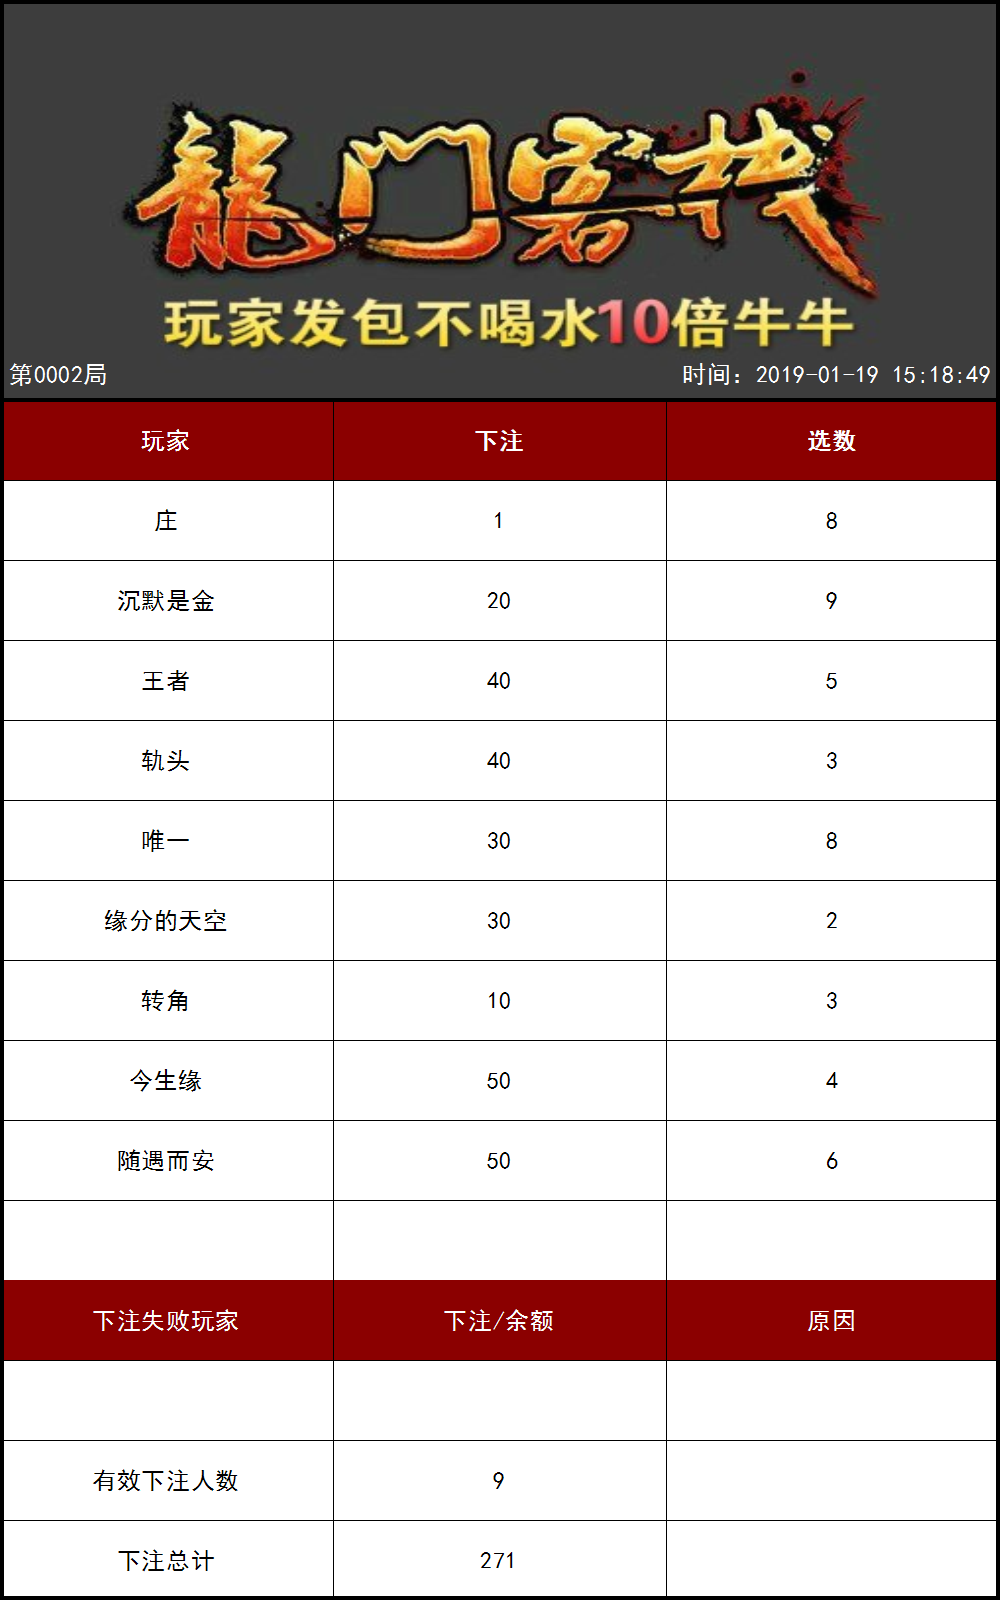 龍门客栈
玩家发包不喝水10倍牛牛
第0002局 时间：2019-01-19 15:18:49
玩家 下注 选数
庄 1 8
沉默是金 20 9
王者 40 5
轨头 40 3
唯一 30 8
缘分的天空 30 2
转角 10 3
今生缘 50 4
随遇而安 50 6
下注失败玩家 下注/余额 原因
有效下注人数 9
下注总计 271